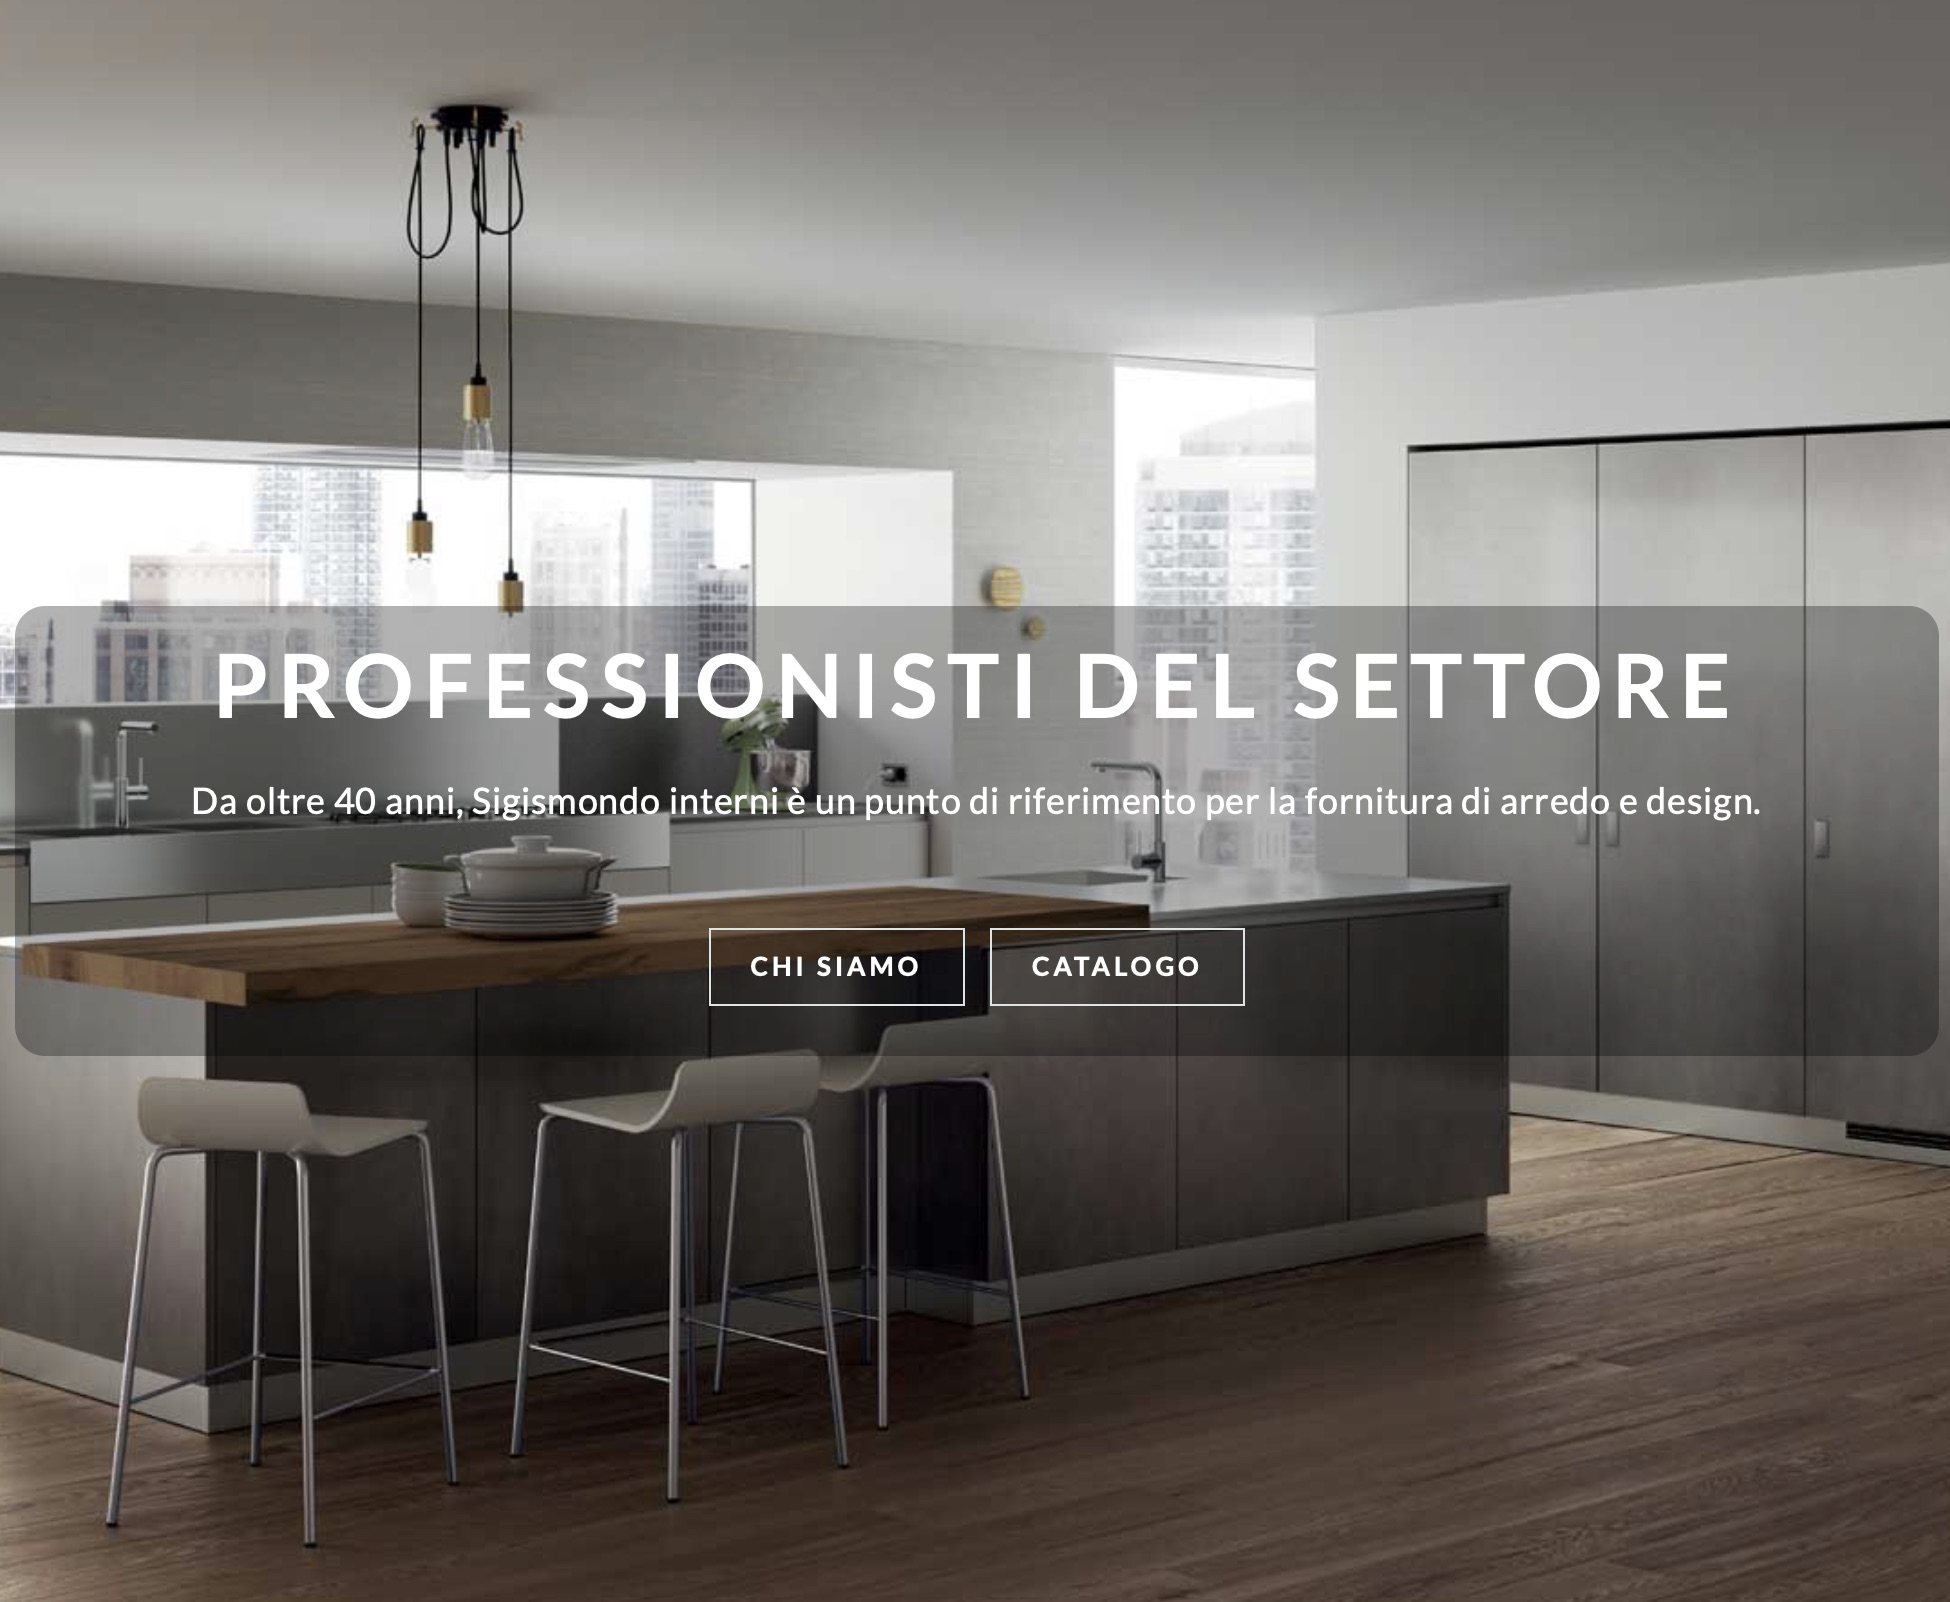 PROFESSIONISTI DEL SETTORE
Da oltre 40 anni, Sigismondo interni è un punto di riferimento per la fornitura di arredo e design.
CHI SIAMO
CATALOGO